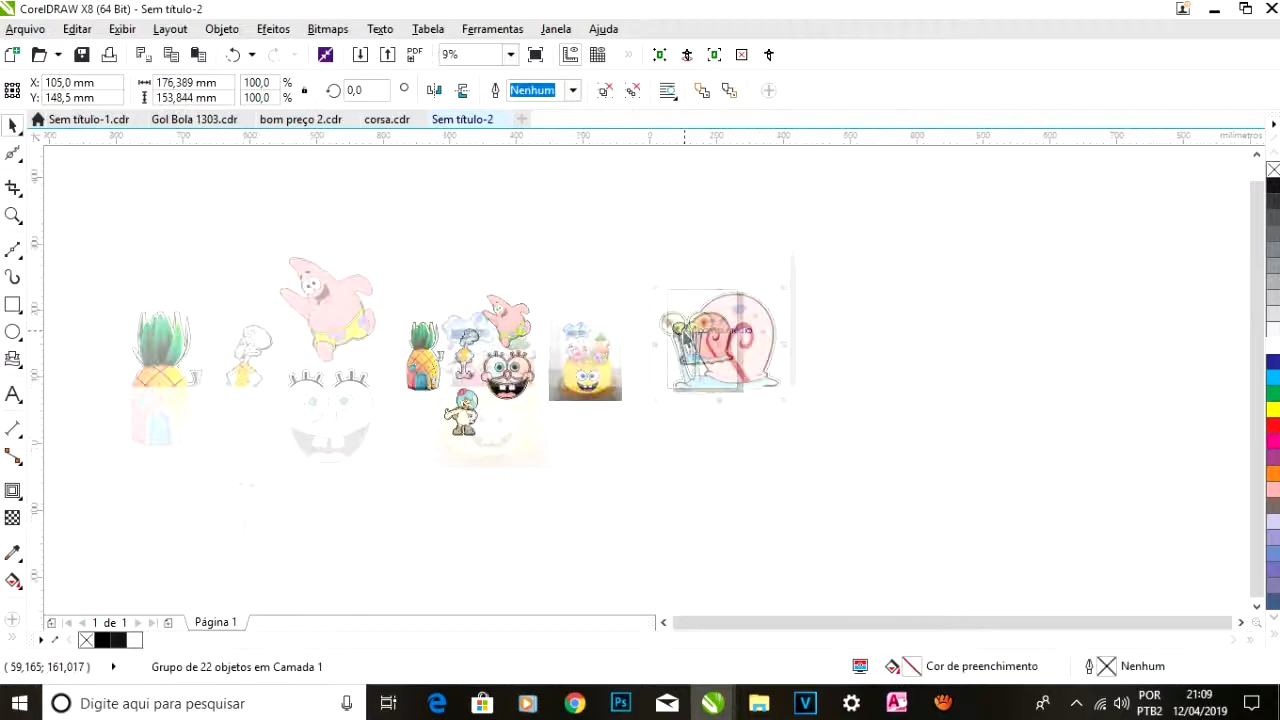 CorelDRAW X8 (64 Bit) - Sem título-2
Arquivo Editar Exibir Layout Objeto Efeitos Bitmaps Texto Tabela Ferramentas Janela Ajuda
PDF 9%
X: 105,0 mm 176,389 mm 100,0 % 0,0 Nenhum
Y: 148,5 mm 153,844 mm 100,0 %
Sem título-1.cdr Gol Bola 1303.cdr bom preço 2.cdr corsa.cdr Sem título-2
milímetros
1 de 1 Página 1
( 59,165; 161,017 ) Grupo de 22 objetos em Camada 1 Cor de preenchimento Nenhum
Digite aqui para pesquisar Ps V POR 21:09
PTB2 12/04/2019